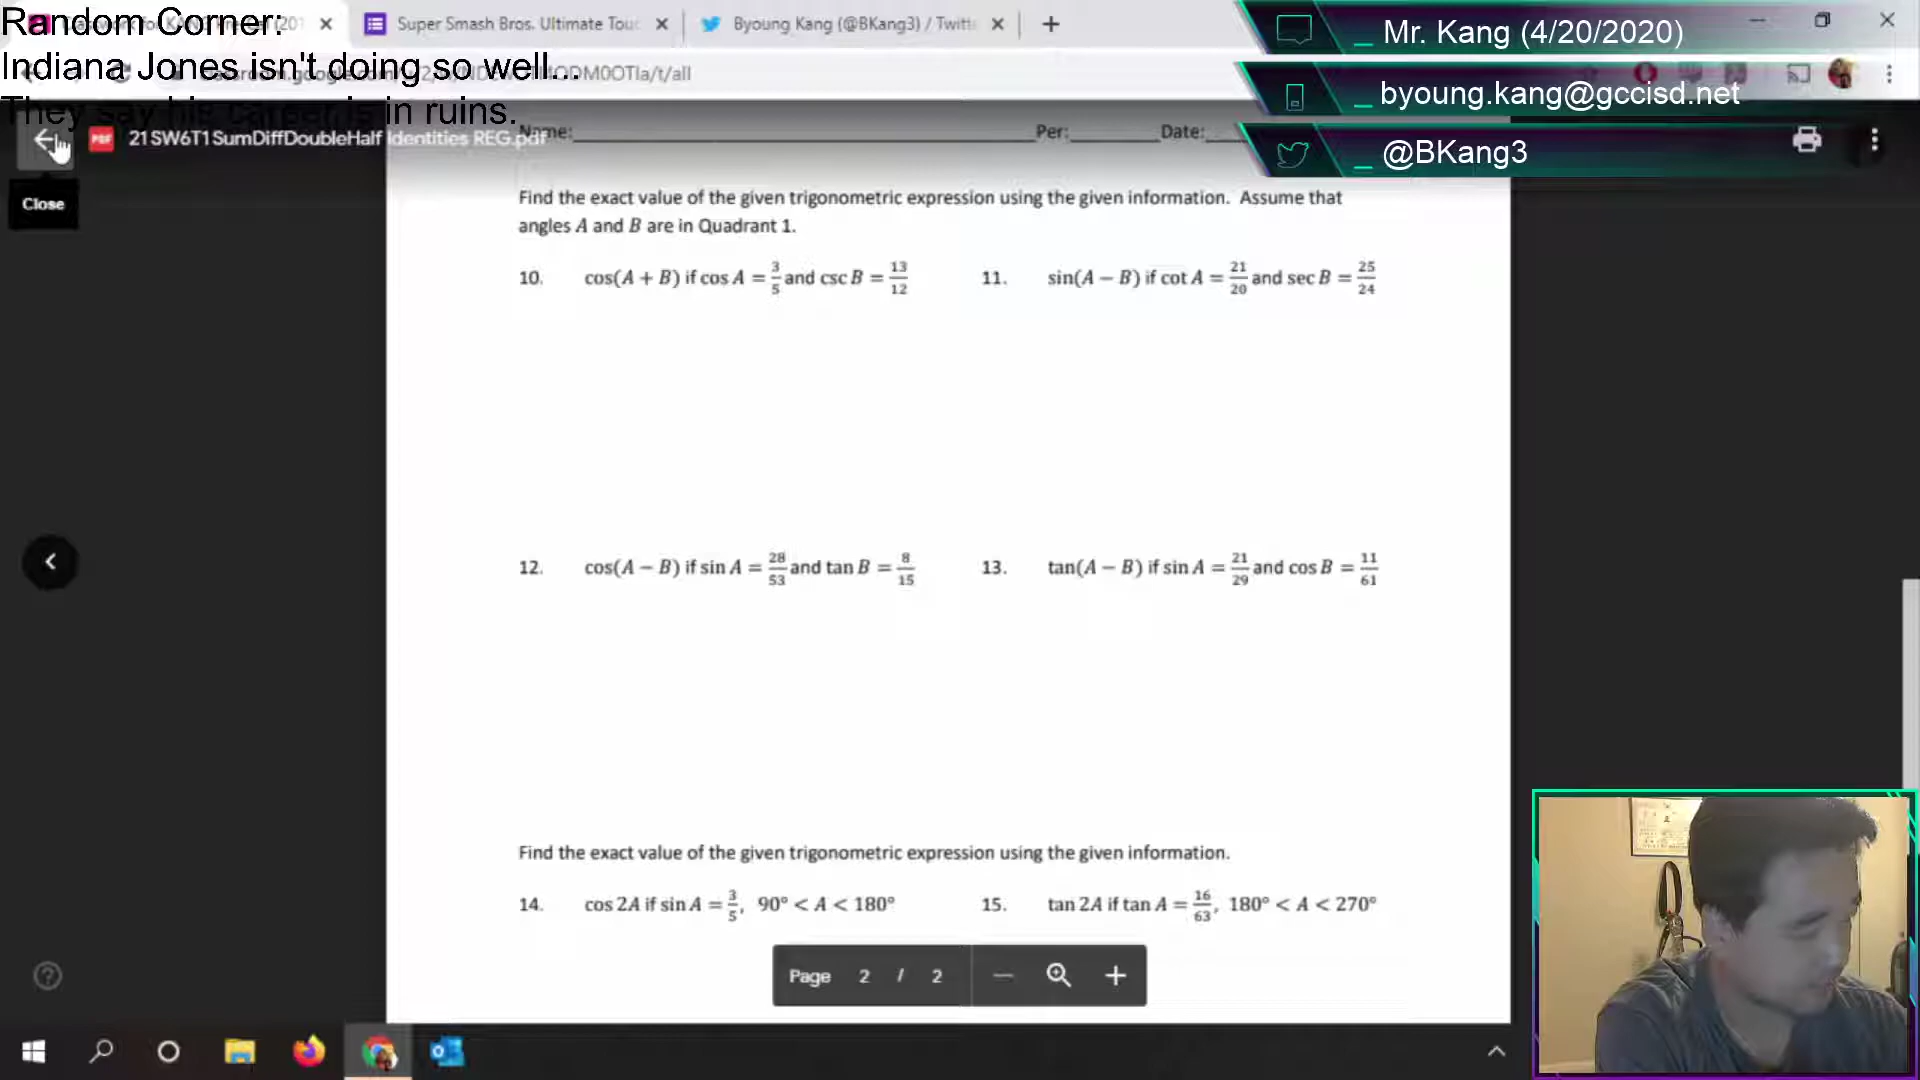 Random Corner:
Indiana Jones isn't doing so well...
They say his career is in ruins.
Super Smash Bros. Ultimate Tou
Byoung Kang (@BKang3) / Twitt
Mr. Kang (4/20/2020)
byoung.kang@gccisd.net
@BKang3
Close
PDF 21SW6T1SumDiffDoubleHalf Identities REG.pdf
Name: Per: Date:
Find the exact value of the given trigonometric expression using the given information. Assume that
angles A and B are in Quadrant 1.
10. cos(A + B) if cos A = 3/5 and csc B = 13/12
11. sin(A − B) if cot A = 21/20 and sec B = 25/24
12. cos(A − B) if sin A = 28/53 and tan B = 8/15
13. tan(A − B) if sin A = 21/29 and cos B = 11/61
Find the exact value of the given trigonometric expression using the given information.
14. cos 2A if sin A = 3/5, 90° < A < 180°
15. tan 2A if tan A = 16/63, 180° < A < 270°
Page 2 / 2